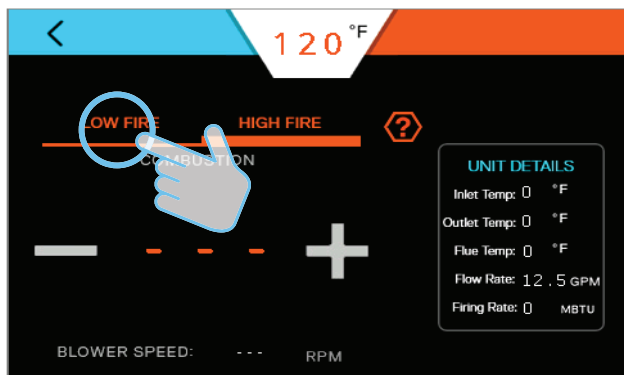 120°F
LOW FIRE HIGH FIRE ?
COMBUSTION
UNIT DETAILS
Inlet Temp: 0 °F
Outlet Temp: 0 °F
Flue Temp: 0 °F
Flow Rate: 12.5 GPM
Firing Rate: 0 MBTU
- - - - +
BLOWER SPEED: --- RPM